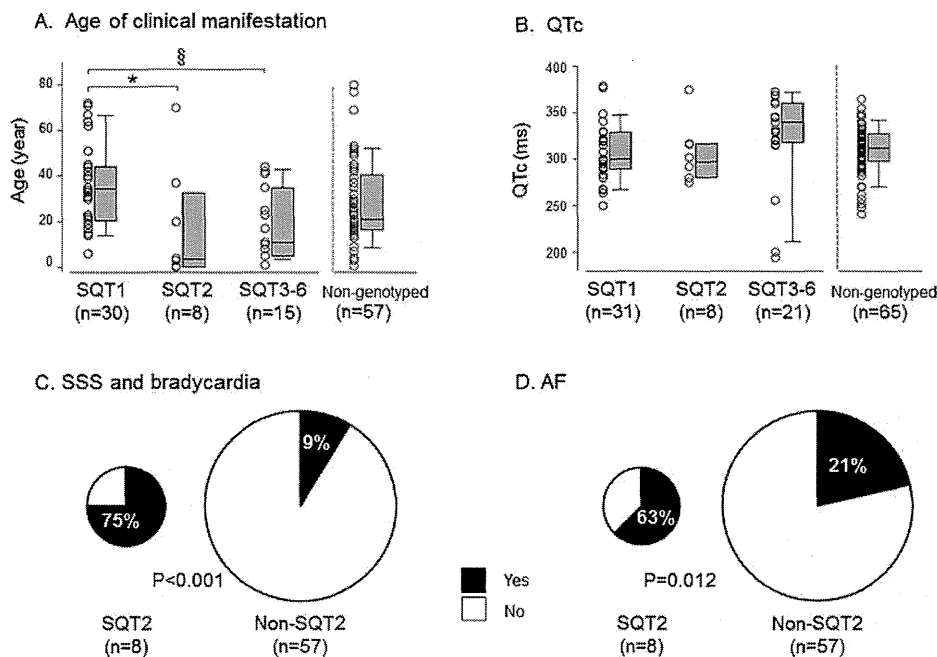 A. Age of clinical manifestation
§
*
Age (year)
80
60
40
20
0
SQT1
(n=30)
SQT2
(n=8)
SQT3-6
(n=15)
Non-genotyped
(n=57)
B. QTc
QTc (ms)
400
350
300
250
200
SQT1
(n=31)
SQT2
(n=8)
SQT3-6
(n=21)
Non-genotyped
(n=65)
C. SSS and bradycardia
75%
9%
P<0.001
SQT2
(n=8)
Non-SQT2
(n=57)
Yes
No
D. AF
63%
21%
P=0.012
SQT2
(n=8)
Non-SQT2
(n=57)